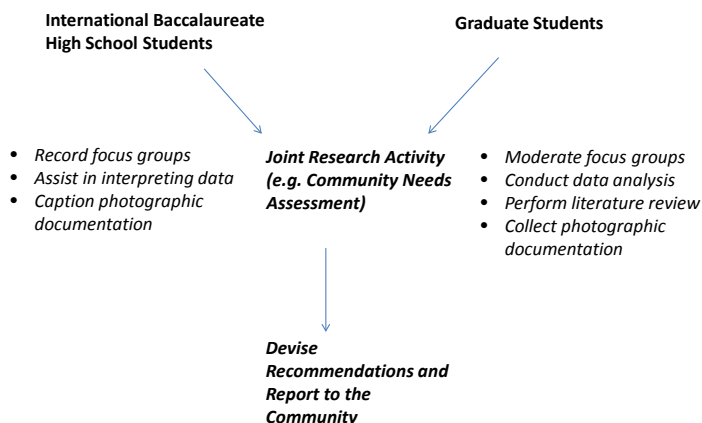 International Baccalaureate
High School Students
Graduate Students
• Record focus groups
• Assist in interpreting data
• Caption photographic
documentation
Joint Research Activity
(e.g. Community Needs
Assessment)
• Moderate focus groups
• Conduct data analysis
• Perform literature review
• Collect photographic
documentation
Devise
Recommendations and
Report to the
Community